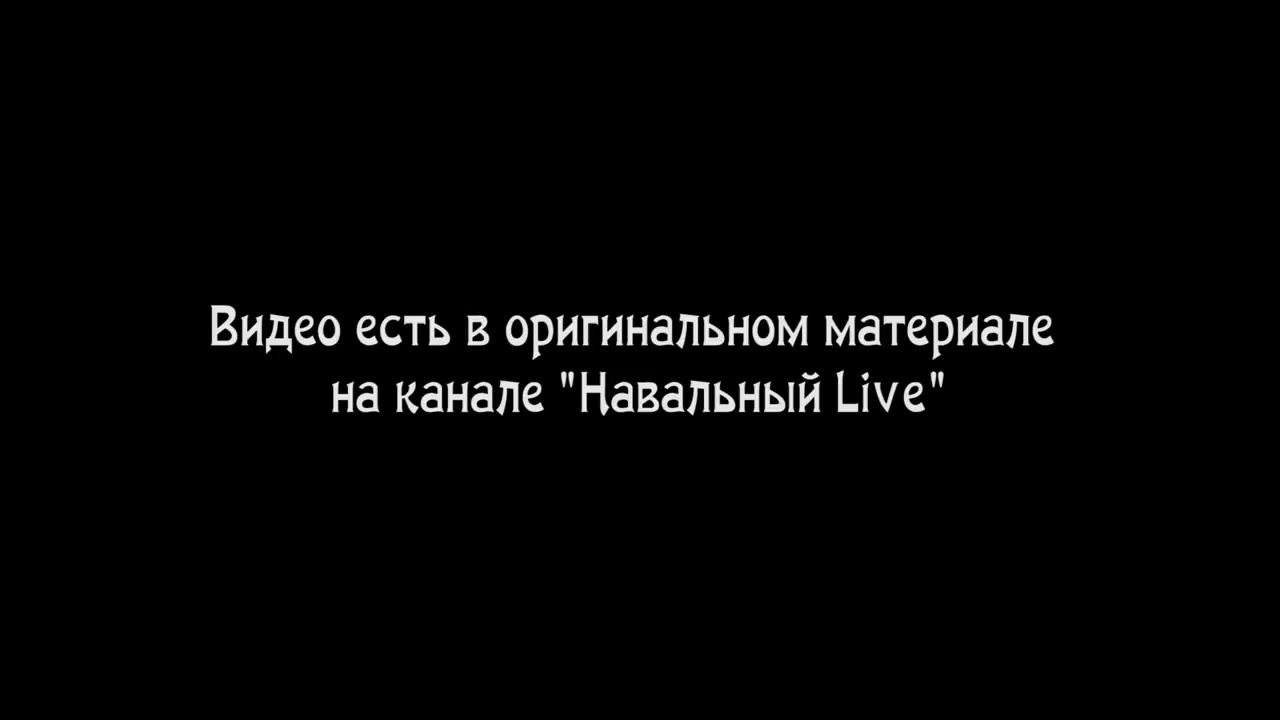 Видео есть в оригинальном материале
на канале "Навальный Live"